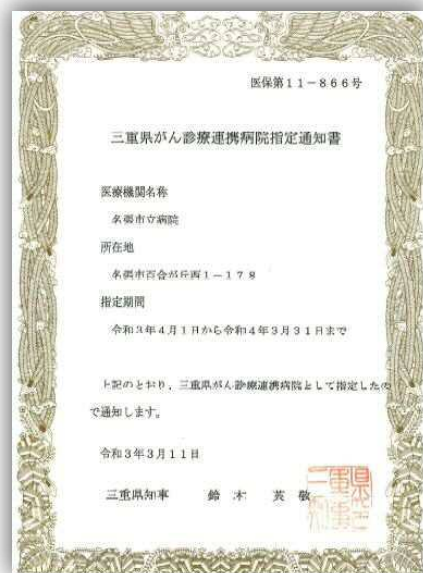 医保第１１－８６６号
三重県がん診療連携病院指定通知書
医療機関名称
名張市立病院
所在地
名張市百合が丘西１－１７８
指定期間
令和３年４月１日から令和４年３月３１日まで
上記のとおり、三重県がん診療連携病院として指定したの
で通知します。
令和３年３月１１日
三重県知事 鈴木 英敬